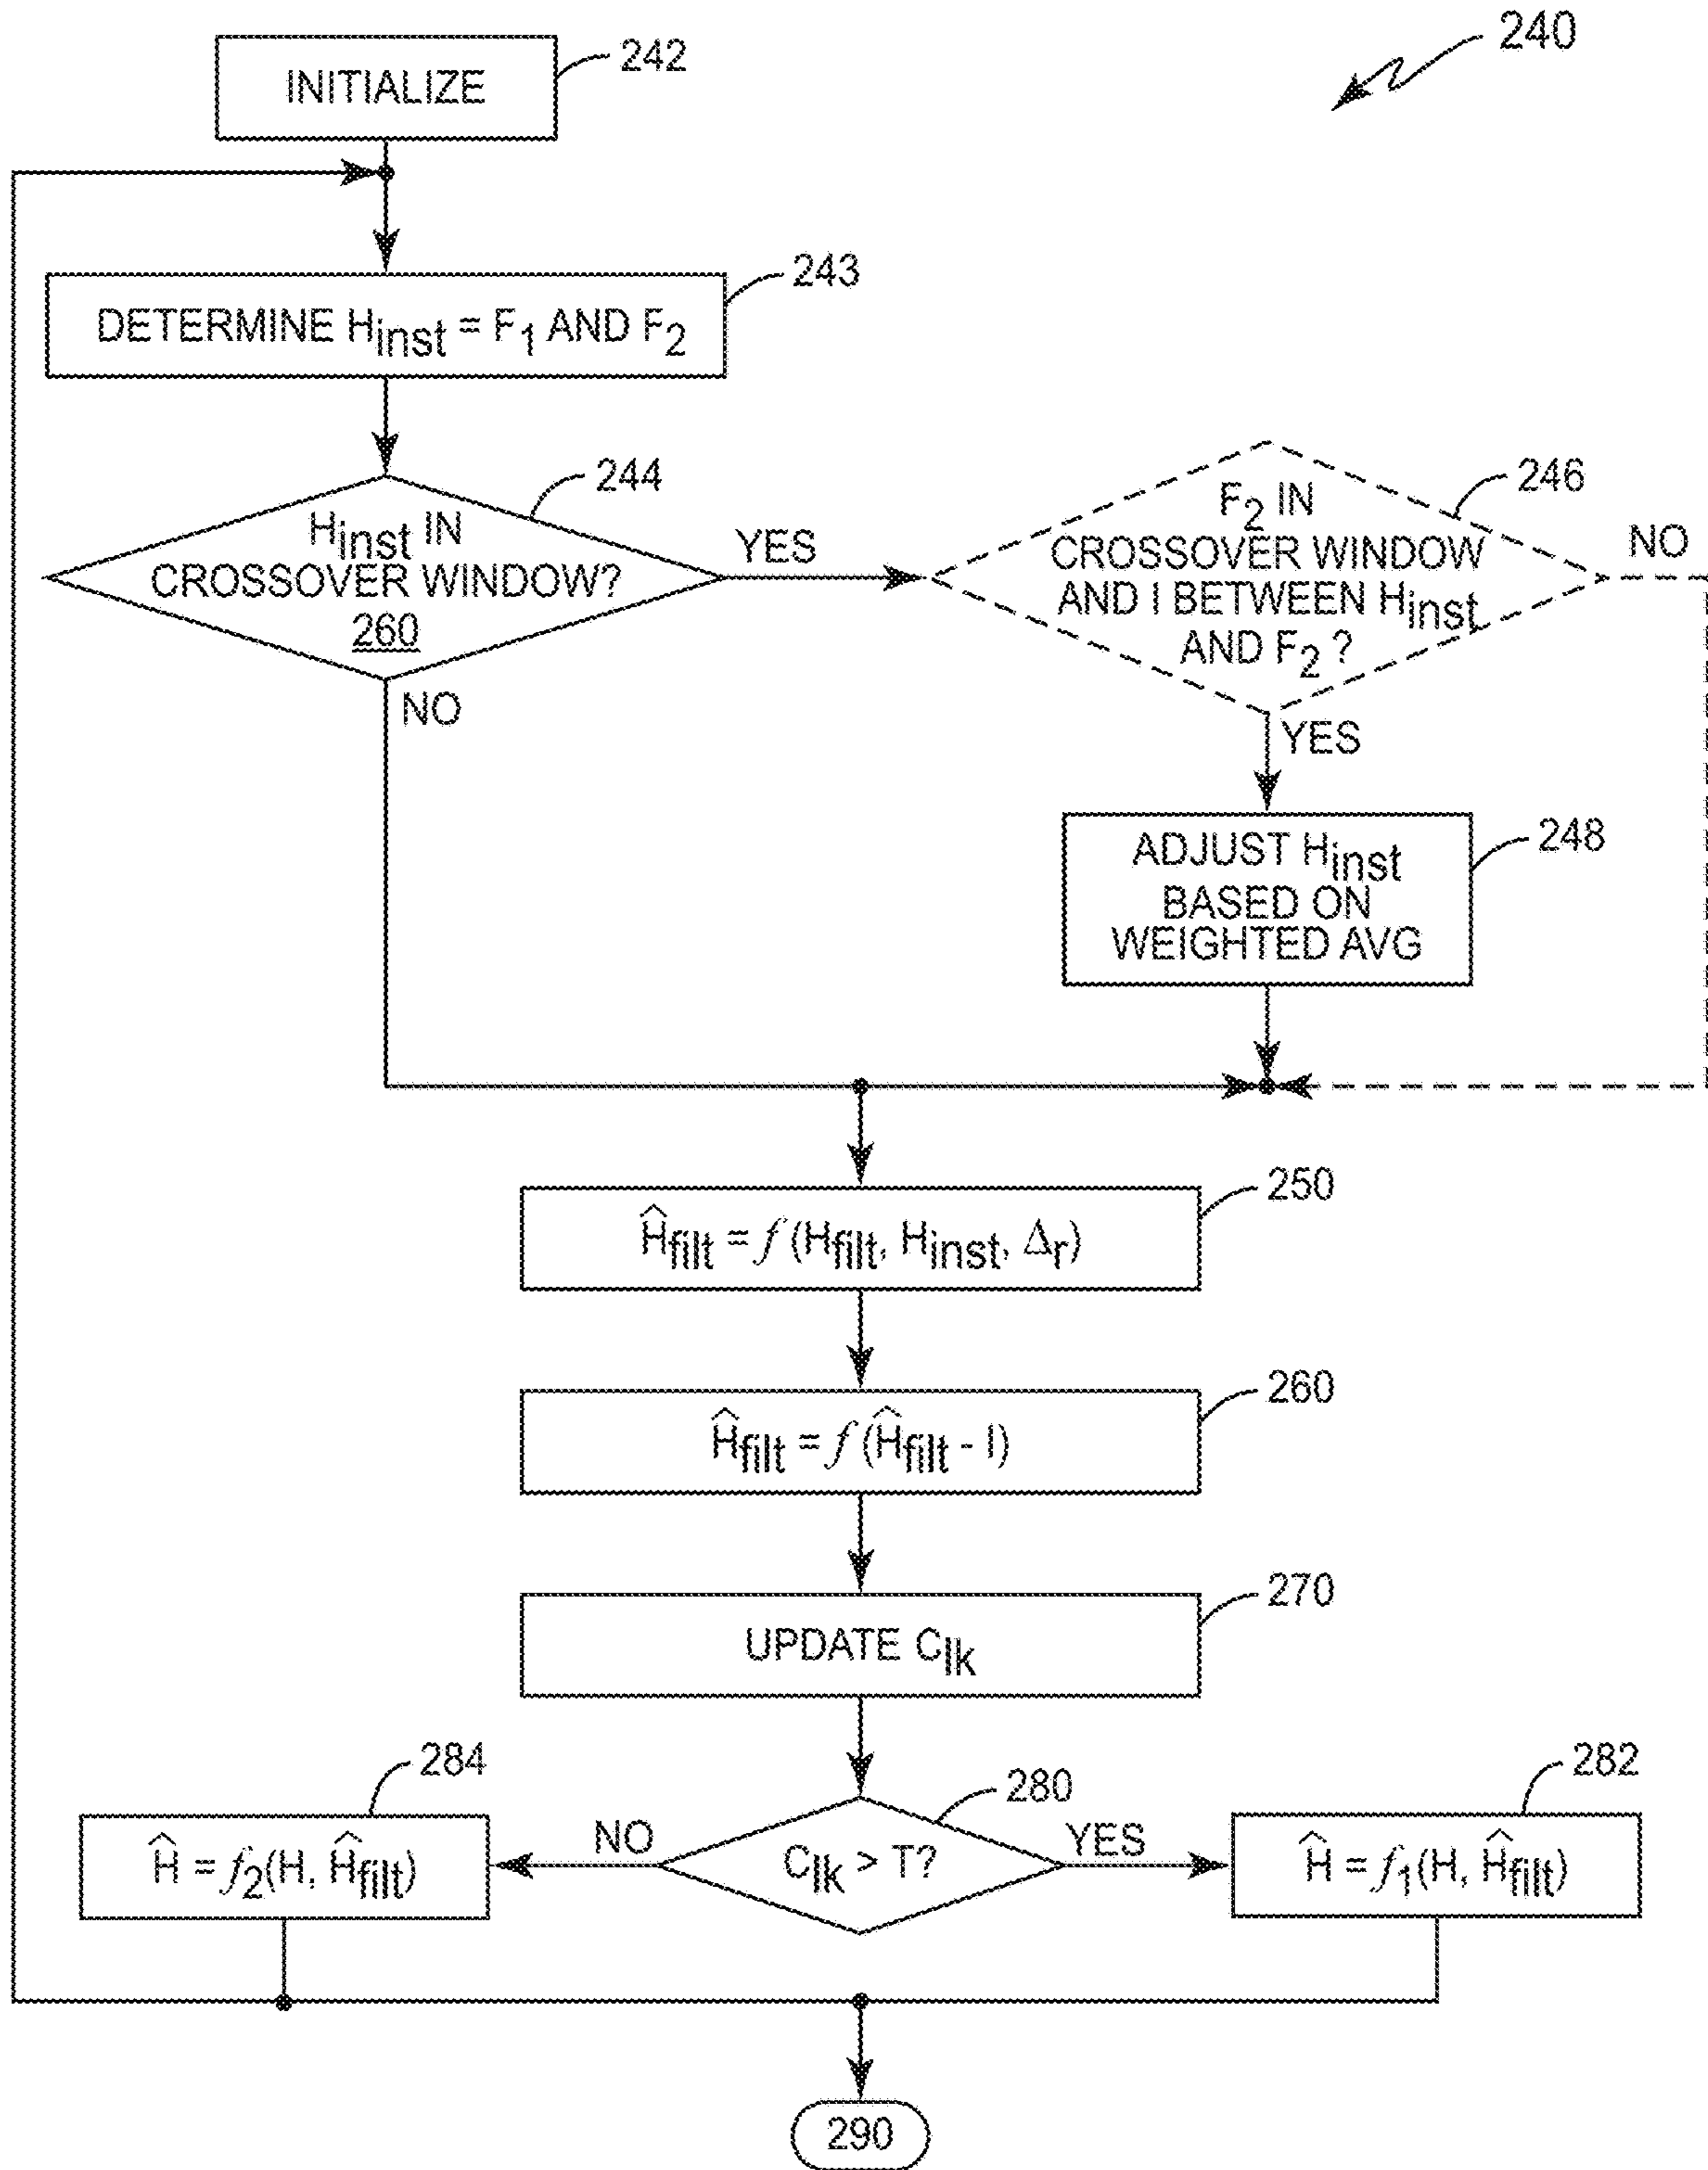 240
242
INITIALIZE
243
DETERMINE Hinst = F1 AND F2
244
Hinst IN
CROSSOVER WINDOW?
260
YES
NO
246
F2 IN
CROSSOVER WINDOW
AND I BETWEEN Hinst
AND F2 ?
NO
YES
248
ADJUST Hinst
BASED ON
WEIGHTED AVG
250
Ĥfilt = f (Hfilt, Hinst, Δr)
260
Ĥfilt = f (Ĥfilt - I)
270
UPDATE Clk
280
Clk > T?
NO
YES
284
Ĥ = f2(H, Ĥfilt)
282
Ĥ = f1(H, Ĥfilt)
290